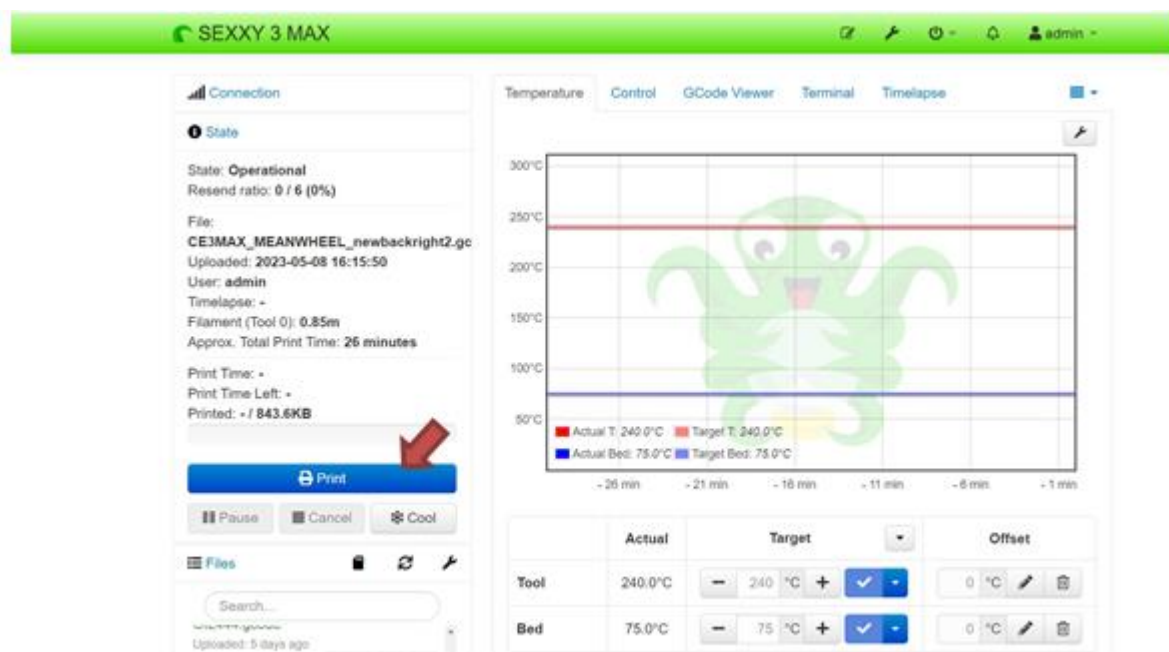 SEXXY 3 MAX
admin
Connection
Temperature Control GCode Viewer Terminal Timelapse
State
State: Operational
Resend ratio: 0 / 6 (0%)
File:
CE3MAX_MEANWHEEL_newbackright2.gc
Uploaded: 2023-05-08 16:15:50
User: admin
Timelapse: -
Filament (Tool 0): 0.85m
Approx. Total Print Time: 26 minutes
Print Time: -
Print Time Left: -
Printed: - / 843.6KB
Print
Pause Cancel Cool
Files
Search...
Uploaded: 5 days ago
300°C
250°C
200°C
150°C
100°C
50°C
Actual T: 240.0°C Target T: 240.0°C
Actual Bed: 75.0°C Target Bed: 75.0°C
- 26 min - 21 min - 16 min - 11 min - 6 min - 1 min
Actual Target Offset
Tool 240.0°C 240 °C 0 °C
Bed 75.0°C 75 °C 0 °C